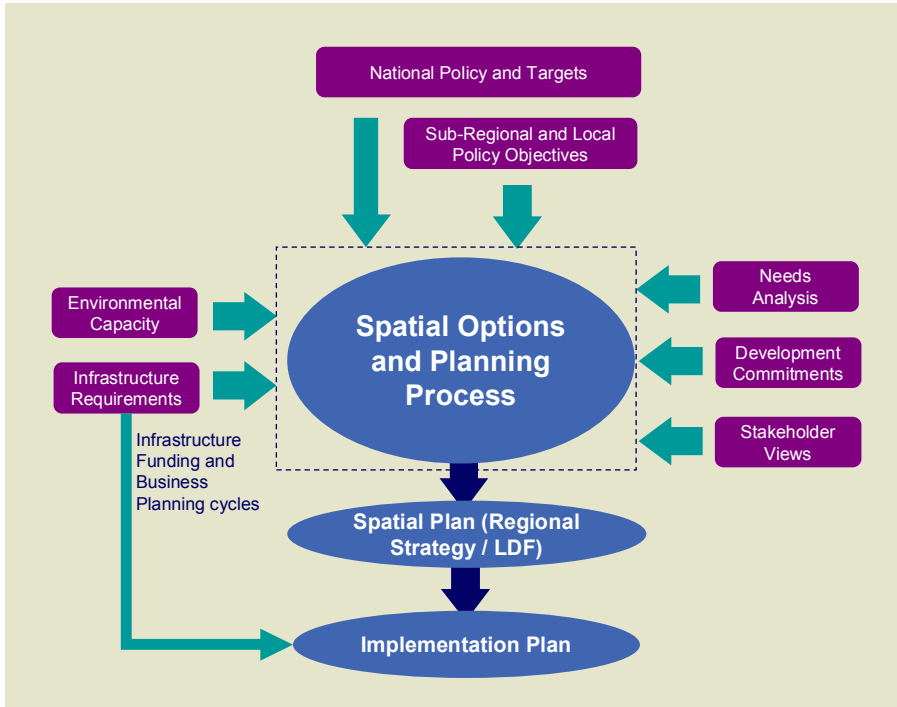 National Policy and Targets
Sub-Regional and Local
Policy Objectives
Environmental
Capacity
Infrastructure
Requirements
Spatial Options
and Planning
Process
Needs
Analysis
Development
Commitments
Stakeholder
Views
Infrastructure
Funding and
Business
Planning cycles
Spatial Plan (Regional
Strategy / LDF)
Implementation Plan